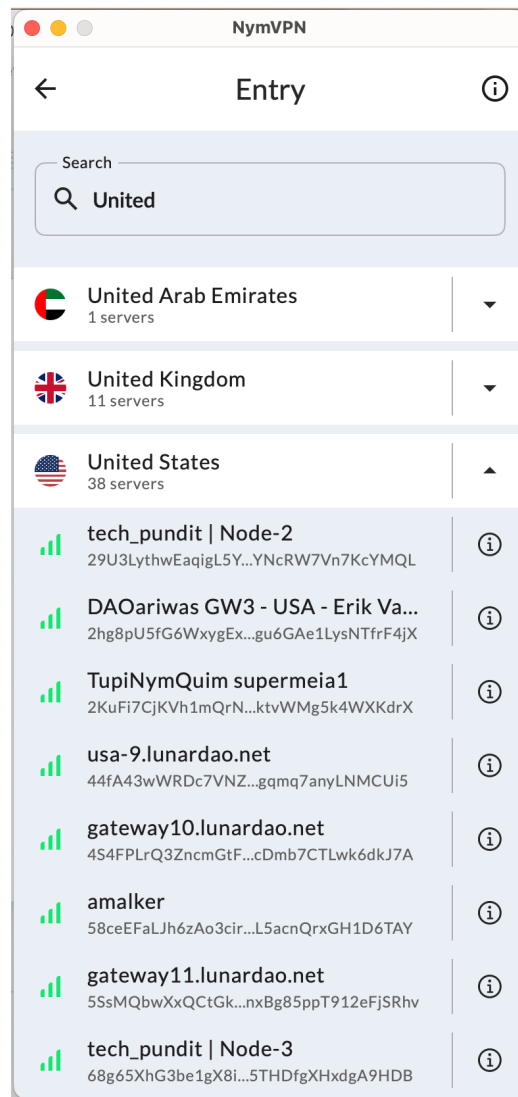 NymVPN
Entry
Search
United
United Arab Emirates
1 servers
United Kingdom
11 servers
United States
38 servers
tech_pundit | Node-2
29U3LythwEaqigL5Y...YNcRW7Vn7KcYMQL
DAOariwas GW3 - USA - Erik Va...
2hg8pU5fG6WxygEx...gu6GAe1LysNTfrF4jX
TupiNymQuim supermeia1
2KuFi7CjKVh1mQrN...ktvWMg5k4WXKdrX
usa-9.lunardao.net
44fA43wWRDc7VNZ...gqmq7anyLNMCUi5
gateway10.lunardao.net
4S4FPLrQ3ZncmGtF...cDmb7CTLwk6dkJ7A
amalker
58ceEFaLJh6zAo3cir...L5acnQrxGH1D6TAY
gateway11.lunardao.net
5SsMQbwXxQCtGk...nxBg85ppT912eFjSRhv
tech_pundit | Node-3
68g65XhG3be1gX8i...5THDfgXHxdgA9HDB